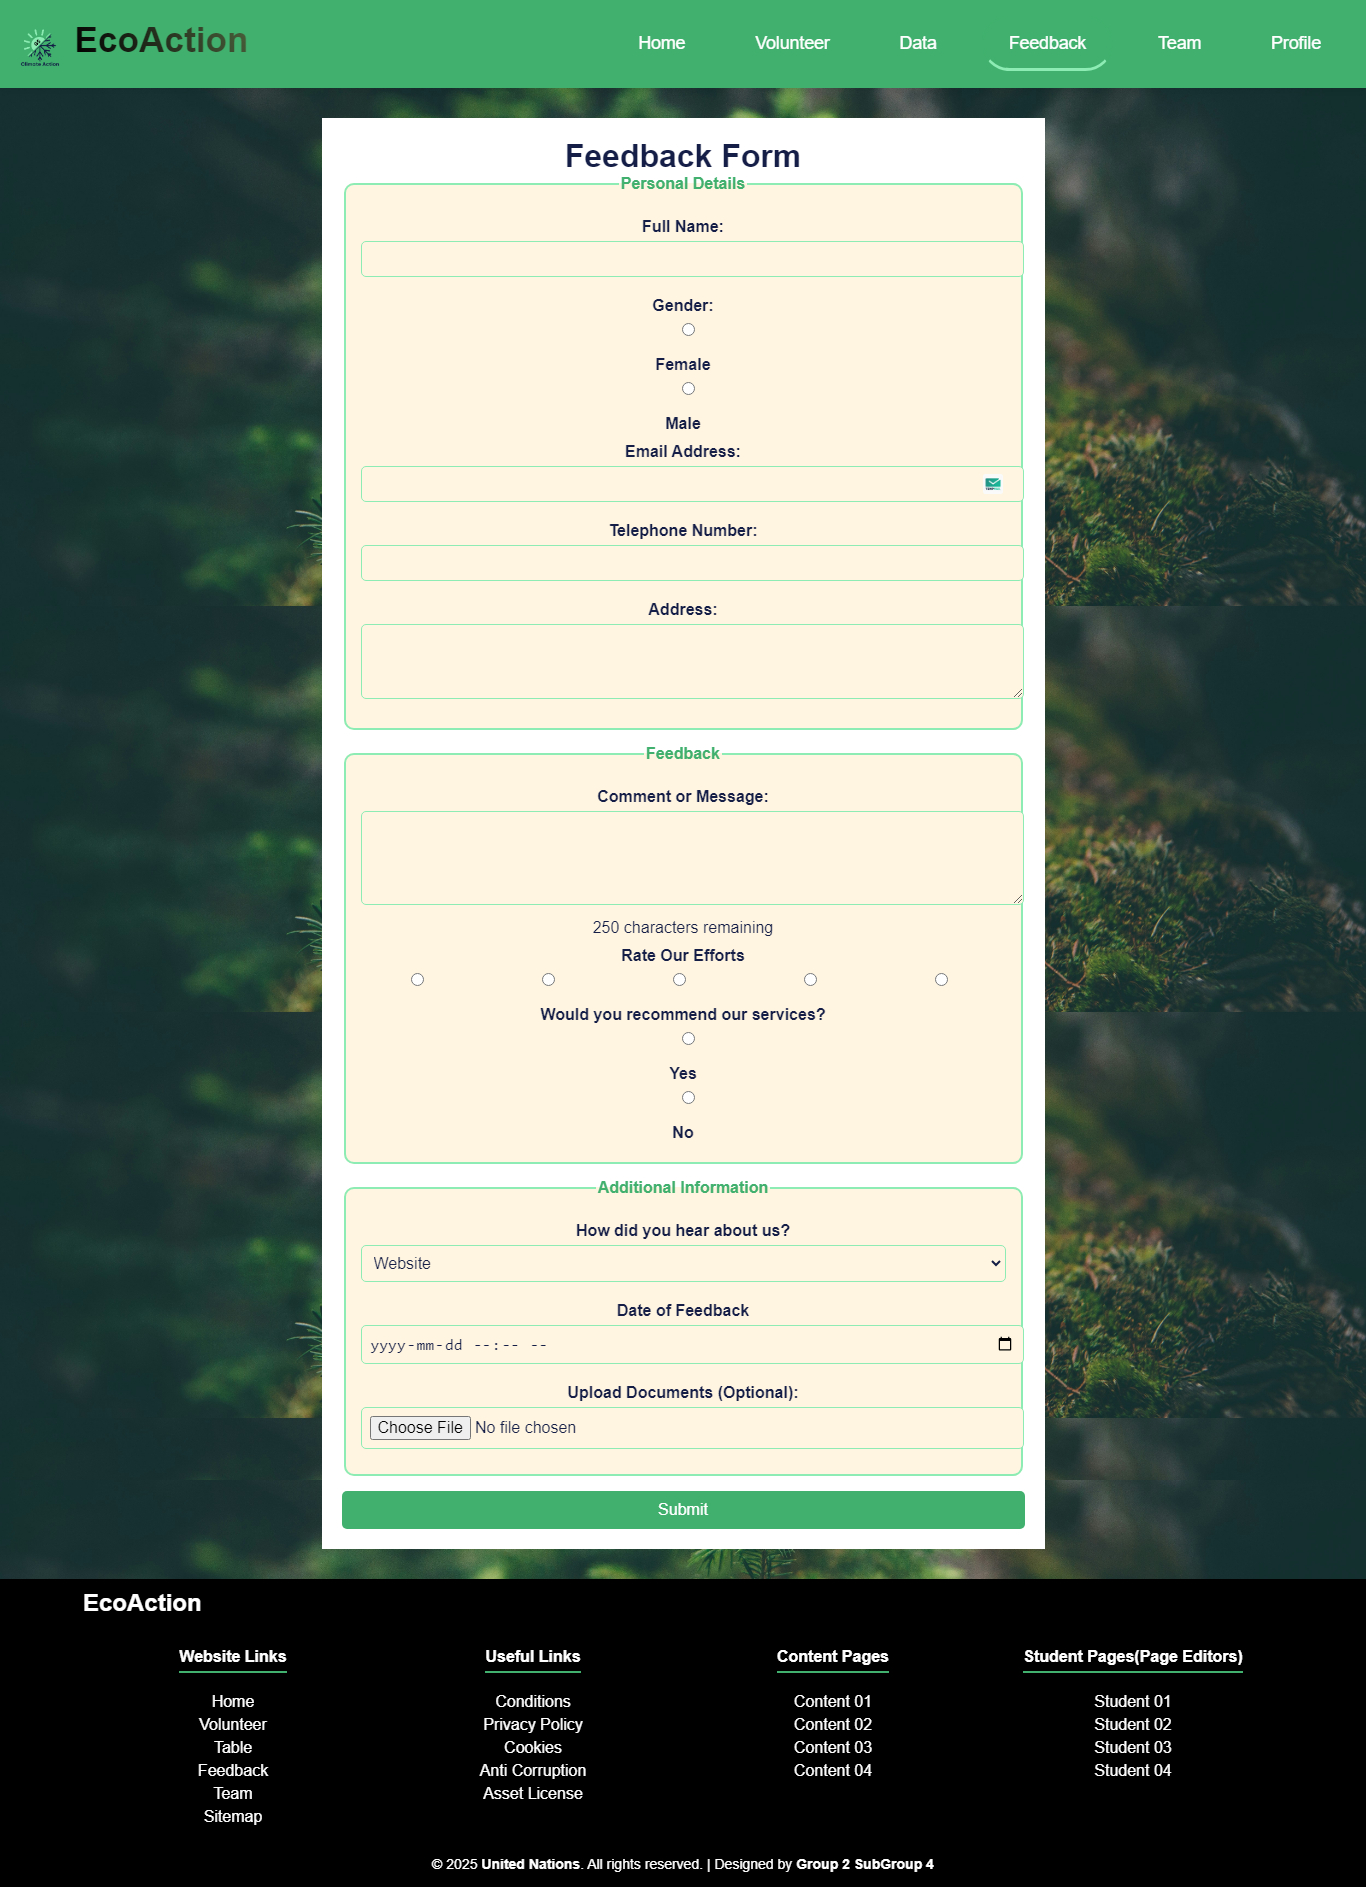 Climate Action
EcoAction
Home
Volunteer
Data
Feedback
Team
Profile
Feedback Form
Personal Details
Full Name:
Gender:
Female
Male
Email Address:
Telephone Number:
Address:
Feedback
Comment or Message:
250 characters remaining
Rate Our Efforts
Would you recommend our services?
Yes
No
Additional Information
How did you hear about us?
Website
Date of Feedback
yyyy-mm-dd --:-- --
Upload Documents (Optional):
Choose File No file chosen
Submit
EcoAction
Website Links
Home
Volunteer
Table
Feedback
Team
Sitemap
Useful Links
Conditions
Privacy Policy
Cookies
Anti Corruption
Asset License
Content Pages
Content 01
Content 02
Content 03
Content 04
Student Pages(Page Editors)
Student 01
Student 02
Student 03
Student 04
© 2025 United Nations. All rights reserved. | Designed by Group 2 SubGroup 4